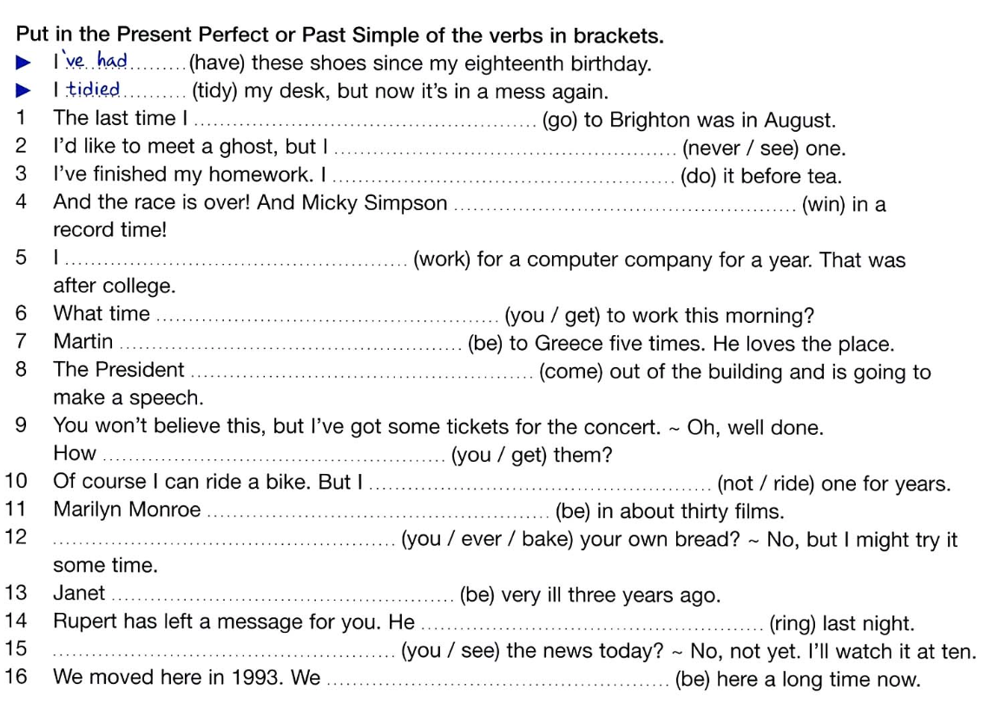 Put in the Present Perfect or Past Simple of the verbs in brackets.
▶ I 've had ......... (have) these shoes since my eighteenth birthday.
▶ I tidied .......... (tidy) my desk, but now it's in a mess again.
1 The last time I .................................................... (go) to Brighton was in August.
2 I'd like to meet a ghost, but I .................................................... (never / see) one.
3 I've finished my homework. I .................................................... (do) it before tea.
4 And the race is over! And Micky Simpson .................................................... (win) in a
record time!
5 I .................................................... (work) for a computer company for a year. That was
after college.
6 What time .................................................... (you / get) to work this morning?
7 Martin .................................................... (be) to Greece five times. He loves the place.
8 The President .................................................... (come) out of the building and is going to
make a speech.
9 You won't believe this, but I've got some tickets for the concert. ~ Oh, well done.
How .................................................... (you / get) them?
10 Of course I can ride a bike. But I .................................................... (not / ride) one for years.
11 Marilyn Monroe .................................................... (be) in about thirty films.
12 .................................................... (you / ever / bake) your own bread? ~ No, but I might try it
some time.
13 Janet .................................................... (be) very ill three years ago.
14 Rupert has left a message for you. He .................................................... (ring) last night.
15 .................................................... (you / see) the news today? ~ No, not yet. I'll watch it at ten.
16 We moved here in 1993. We .................................................... (be) here a long time now.